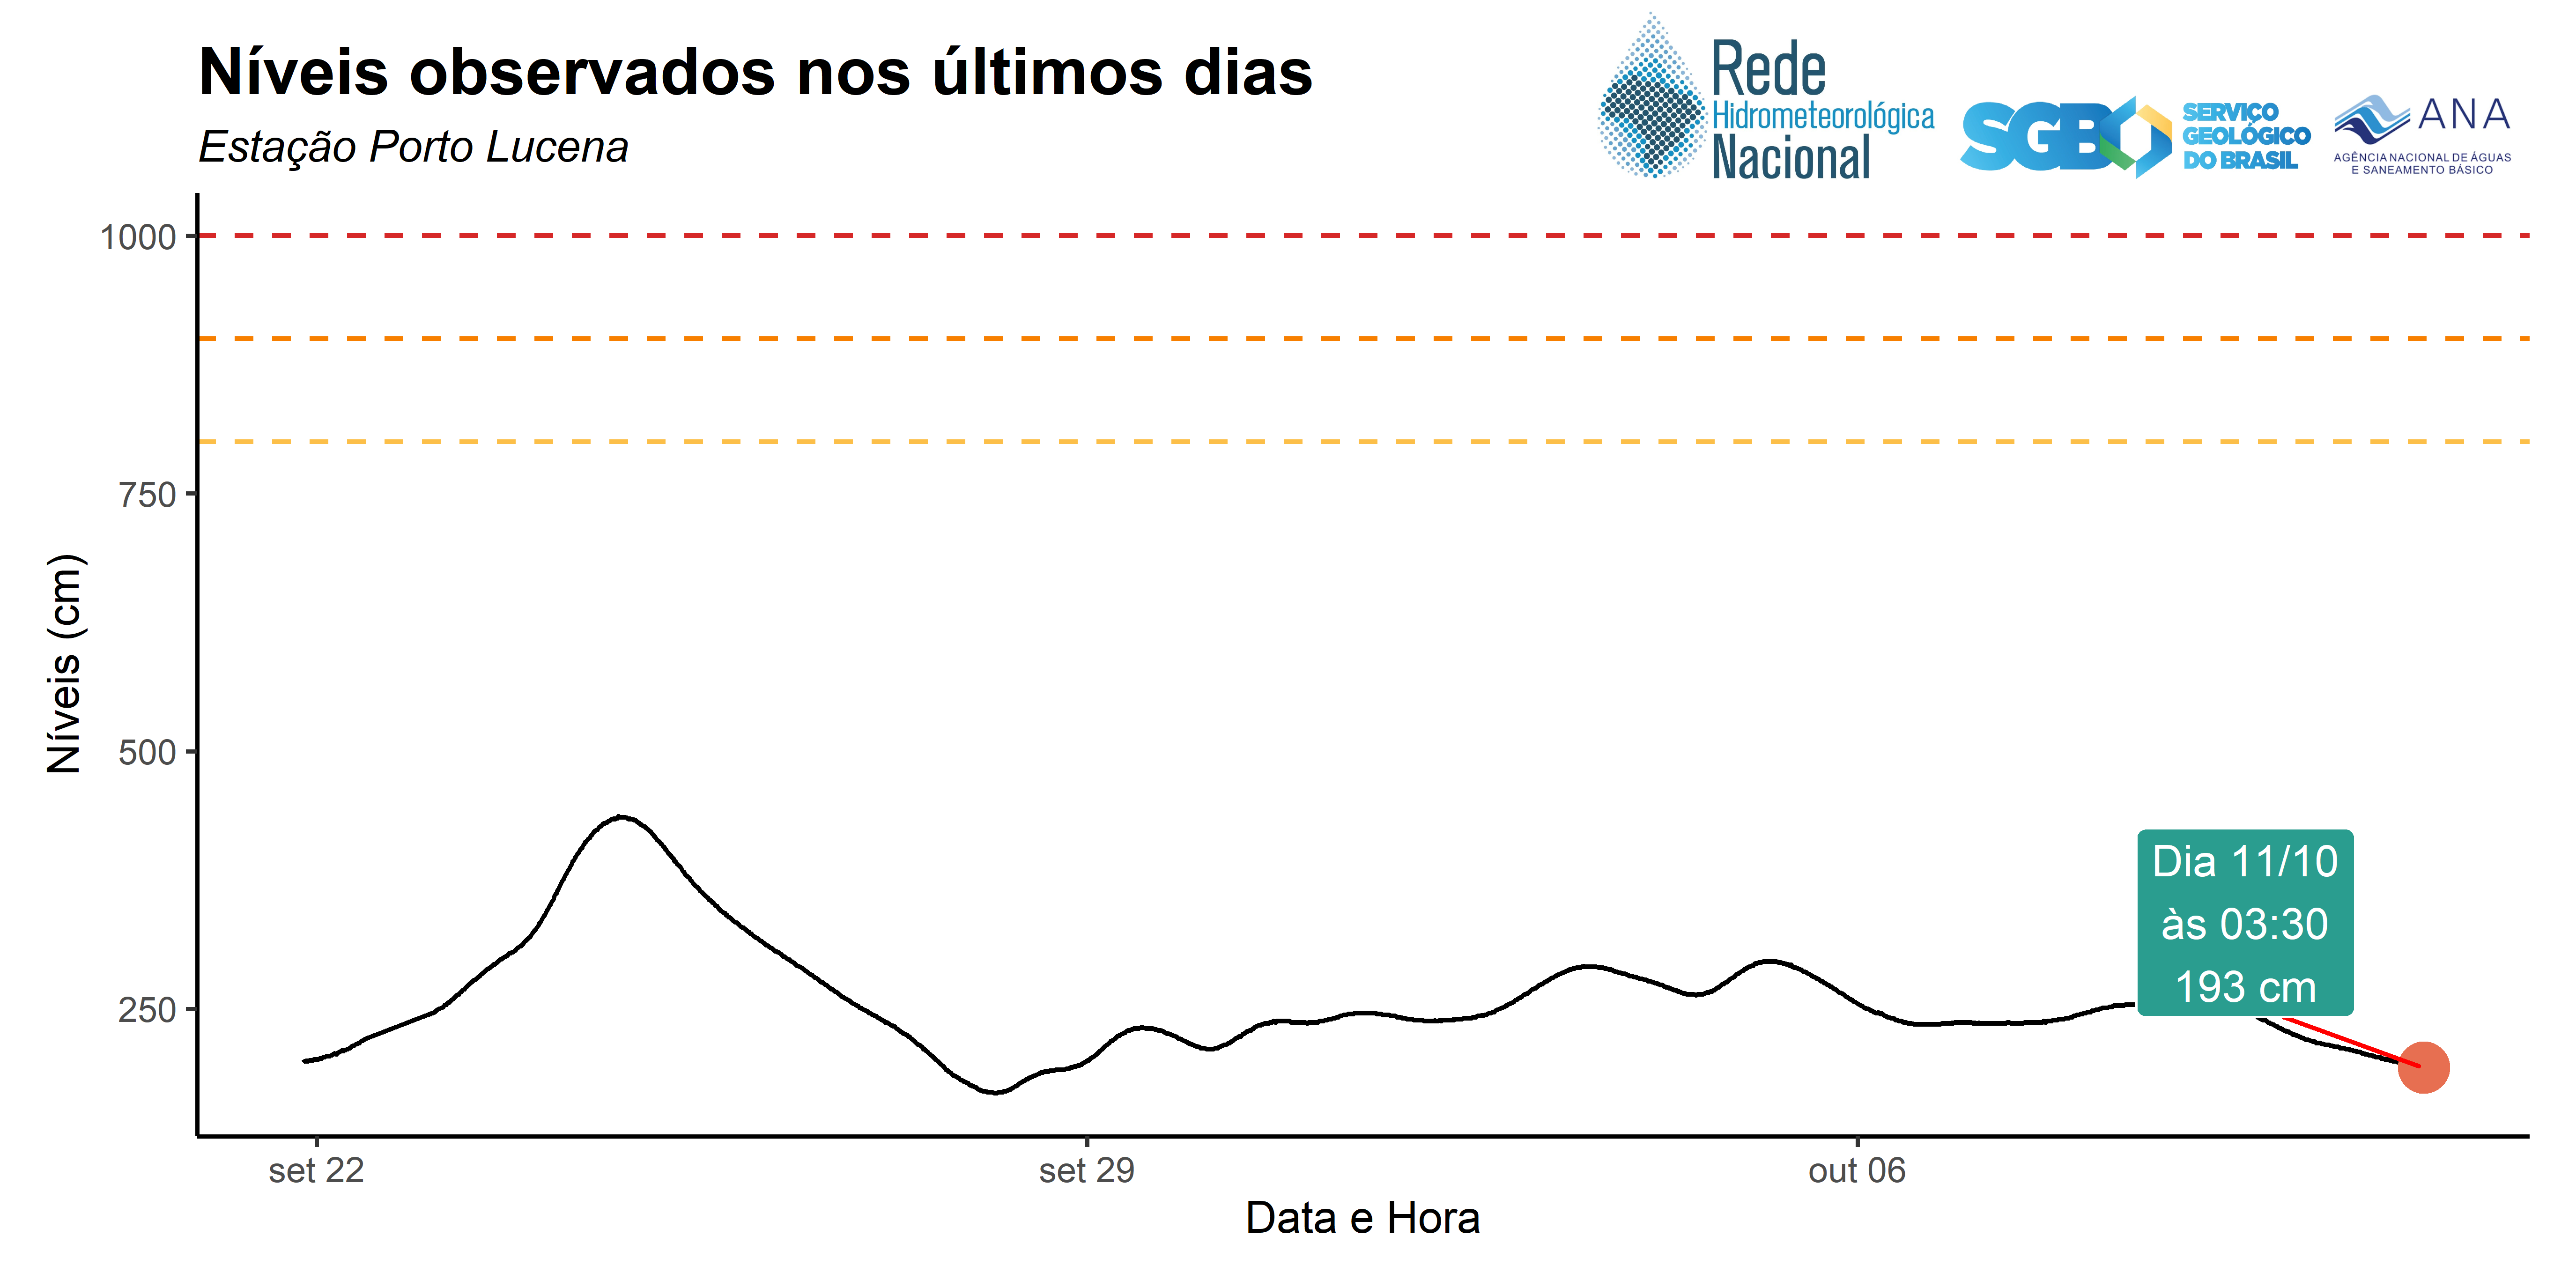 Níveis observados nos últimos dias
Estação Porto Lucena
Rede
Hidrometeorológica
Nacional
SGB
SERVIÇO
GEOLÓGICO
DO BRASIL
ANA
AGÊNCIA NACIONAL DE ÁGUAS
E SANEAMENTO BÁSICO
Níveis (cm)
1000
750
500
250
Dia 11/10
às 03:30
193 cm
set 22
set 29
out 06
Data e Hora